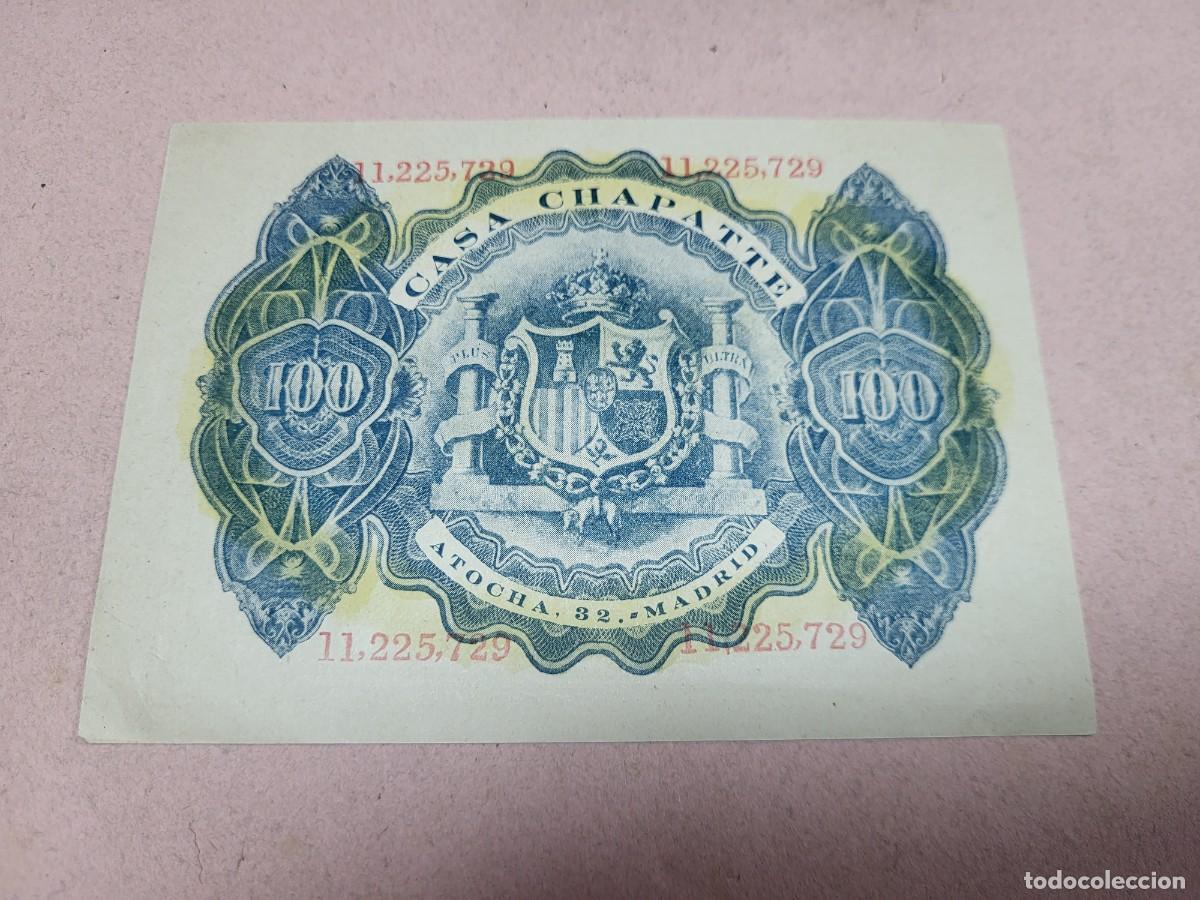 11,225,729 11,225,729
CASA CHAPATTE
PLUS ULTRA
100 100
ATOCHA, 32.=MADRID
11,225,729 11,225,729
todocoleccion